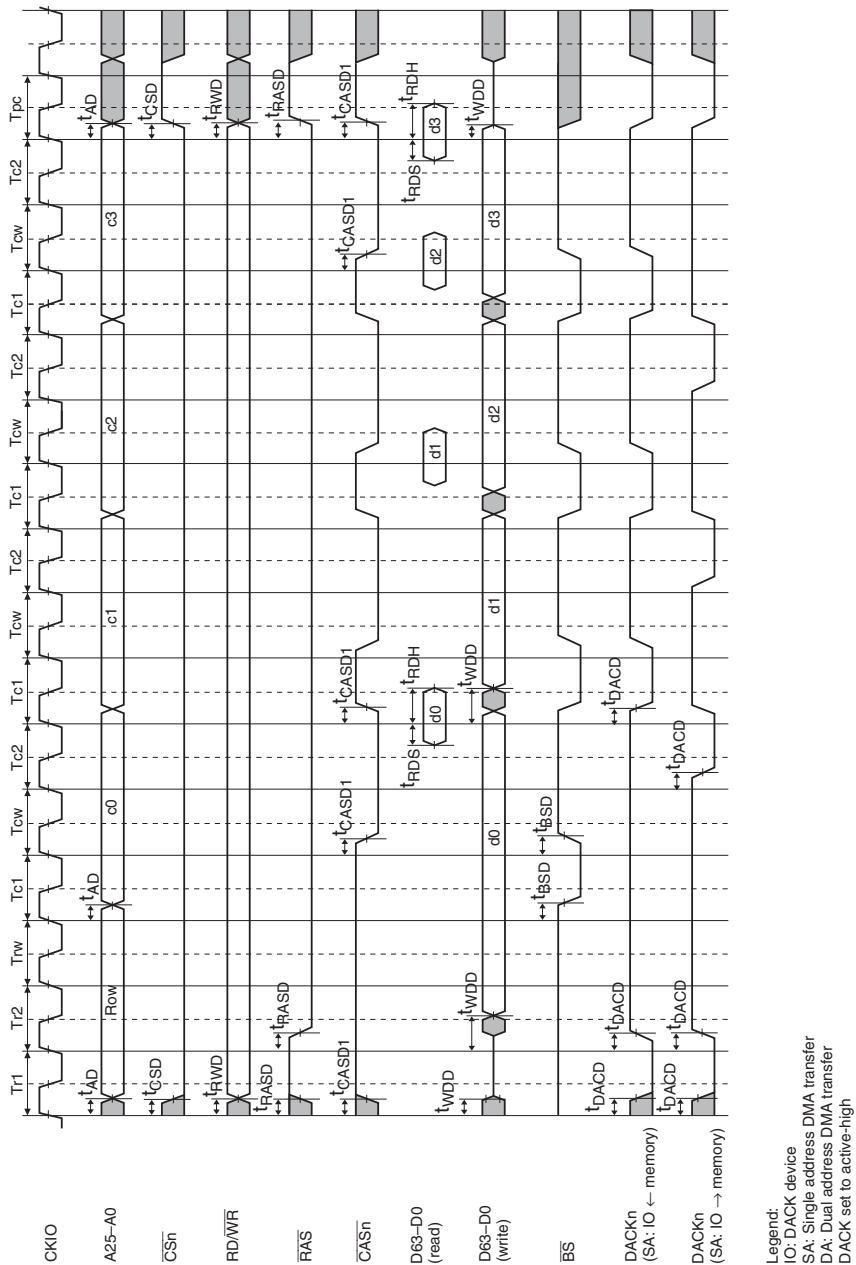 Tr1 Tr2 Trw Tc1 Tcw Tc2 Tc1 Tcw Tc2 Tc1 Tcw Tc2 Tc1 Tcw Tc2 Tpc
CKIO
tAD tAD tAD
A25–A0 Row c0 c1 c2 c3
tCSD tCSD
CSn
tRWD tRWD
RD/WR
tRASD tRASD tRASD
RAS
tCASD1 tCASD1 tCASD1 tCASD1 tCASD1
CASn
tRDS tRDH tRDS tRDH
D63–D0 d0 d1 d2 d3
(read)
tWDD tWDD tWDD tWDD
D63–D0 d0 d1 d2 d3
(write)
tBSD tBSD
BS
tDACD tDACD tDACD
DACKn
(SA: IO ← memory)
tDACD tDACD tDACD
DACKn
(SA: IO → memory)
Legend:
IO: DACK device
SA: Single address DMA transfer
DA: Dual address DMA transfer
DACK set to active-high